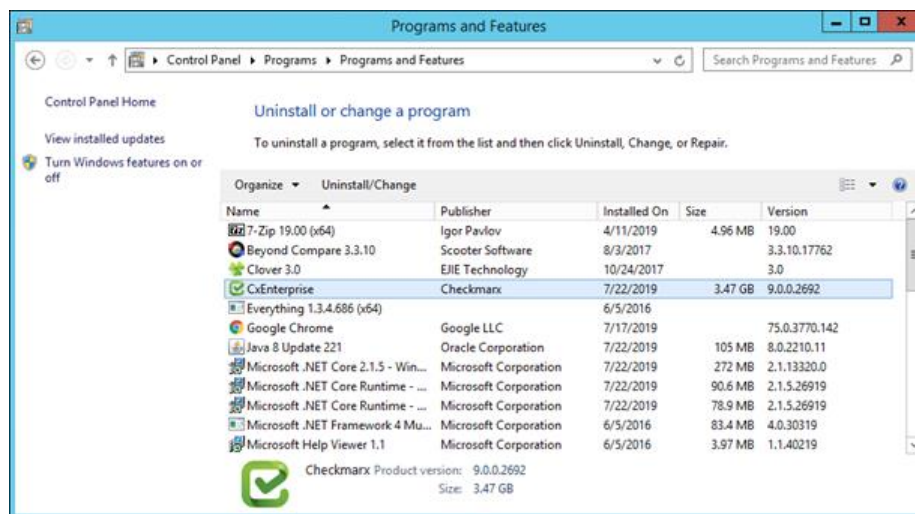 Programs and Features
Control Panel ▸ Programs ▸ Programs and Features
Search Programs and Features
Control Panel Home
View installed updates
Turn Windows features on or
off
Uninstall or change a program
To uninstall a program, select it from the list and then click Uninstall, Change, or Repair.
Organize Uninstall/Change
Name Publisher Installed On Size Version
7-Zip 19.00 (x64) Igor Pavlov 4/11/2019 4.96 MB 19.00
Beyond Compare 3.3.10 Scooter Software 8/3/2017 3.3.10.17762
Clover 3.0 EJIE Technology 10/24/2017 3.0
CxEnterprise Checkmarx 7/22/2019 3.47 GB 9.0.0.2692
Everything 1.3.4.686 (x64) 6/5/2016
Google Chrome Google LLC 7/17/2019 75.0.3770.142
Java 8 Update 221 Oracle Corporation 7/22/2019 105 MB 8.0.2210.11
Microsoft .NET Core 2.1.5 - Win... Microsoft Corporation 7/22/2019 272 MB 2.1.13320.0
Microsoft .NET Core Runtime - ... Microsoft Corporation 7/22/2019 90.6 MB 2.1.5.26919
Microsoft .NET Core Runtime - ... Microsoft Corporation 7/22/2019 78.9 MB 2.1.5.26919
Microsoft .NET Framework 4 Mu... Microsoft Corporation 6/5/2016 83.4 MB 4.0.30319
Microsoft Help Viewer 1.1 Microsoft Corporation 6/5/2016 3.97 MB 1.1.40219
Checkmarx Product version: 9.0.0.2692
Size: 3.47 GB